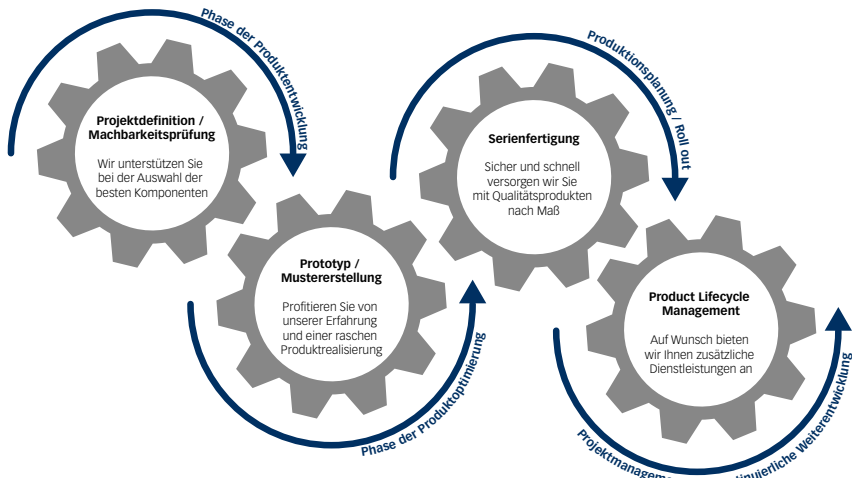 Phase der Produktentwicklung
Projektdefinition /
Machbarkeitsprüfung
Wir unterstützen Sie
bei der Auswahl der
besten Komponenten
Prototyp /
Mustererstellung
Profitieren Sie von
unserer Erfahrung
und einer raschen
Produktrealisierung
Phase der Produktoptimierung
Produktionsplanung / Roll out
Serienfertigung
Sicher und schnell
versorgen wir Sie
mit Qualitätsprodukten
nach Maß
Product Lifecycle
Management
Auf Wunsch bieten
wir Ihnen zusätzliche
Dienstleistungen an
Weiterentwicklung